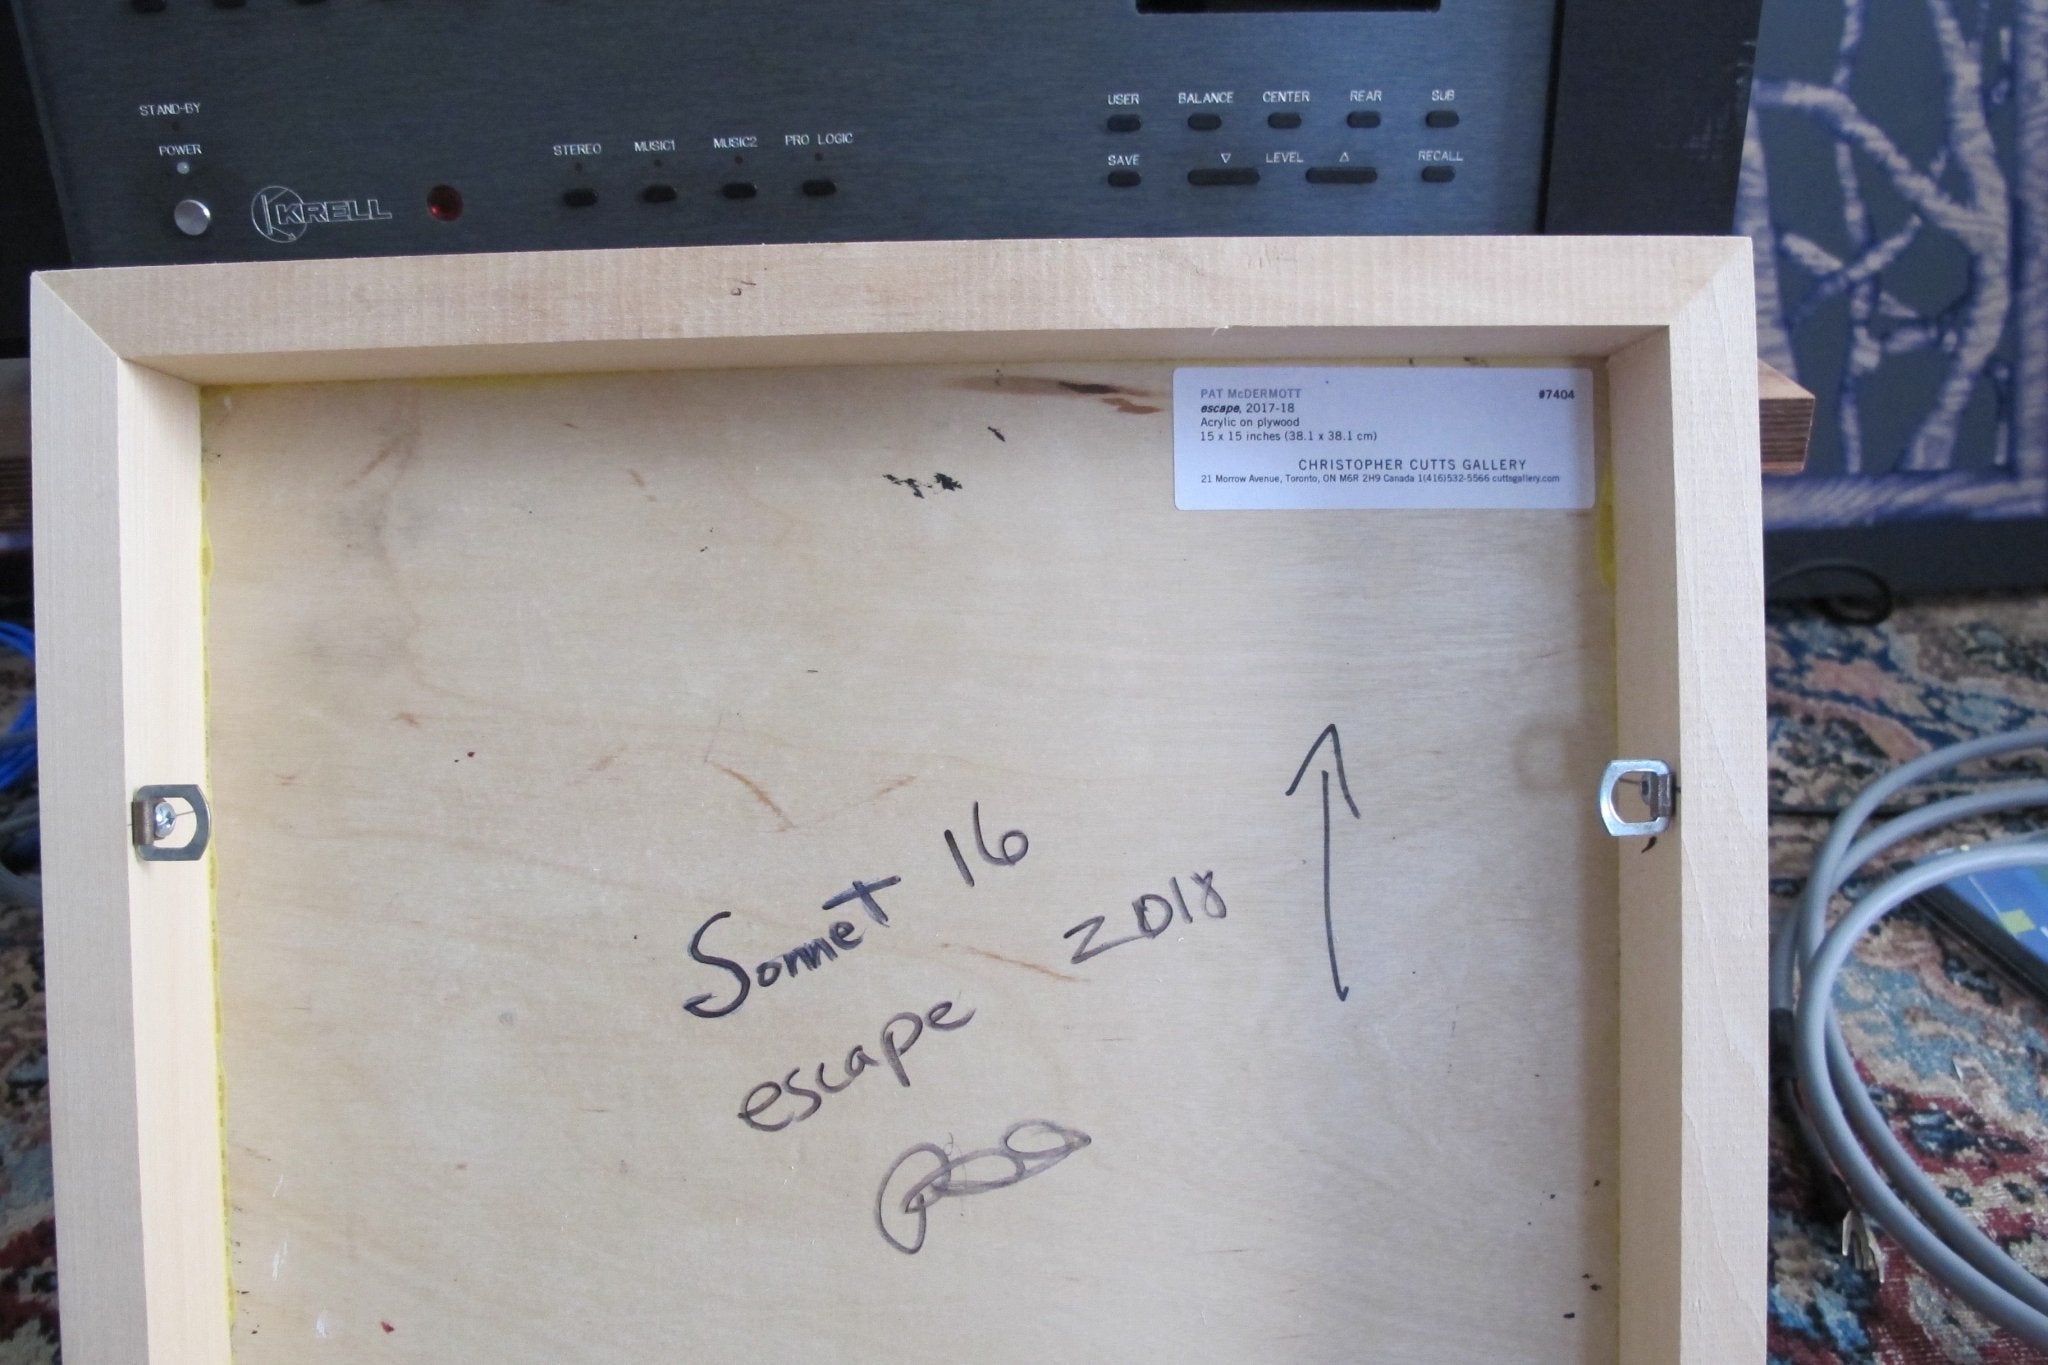 STAND-BY
POWER
KRELL
STEREO MUSIC1 MUSIC2 PRO LOGIC
USER BALANCE CENTER REAR SUB
SAVE ▽ LEVEL △ RECALL
PAT McDERMOTT #7404
escape, 2017-18
Acrylic on plywood
15 x 15 inches (38.1 x 38.1 cm)
CHRISTOPHER CUTTS GALLERY
21 Morrow Avenue, Toronto, ON M6R 2H9 Canada 1(416)532-5566 cuttsgallery.com
Sonnet 16
escape 2018